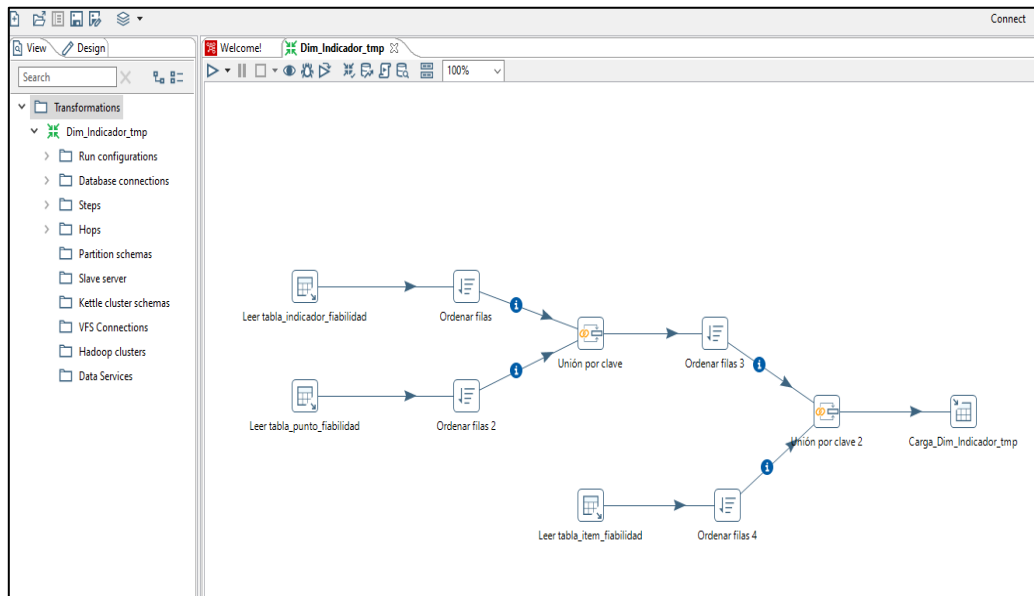 Connect
View
Design
Welcome!
Dim_Indicador_tmp
Search
100%
Transformations
Dim_Indicador_tmp
Run configurations
Database connections
Steps
Hops
Partition schemas
Slave server
Kettle cluster schemas
VFS Connections
Hadoop clusters
Data Services
Leer tabla_indicador_fiabilidad
Ordenar filas
Unión por clave
Ordenar filas 3
Leer tabla_punto_fiabilidad
Ordenar filas 2
Unión por clave 2
Carga_Dim_Indicador_tmp
Leer tabla_item_fiabilidad
Ordenar filas 4